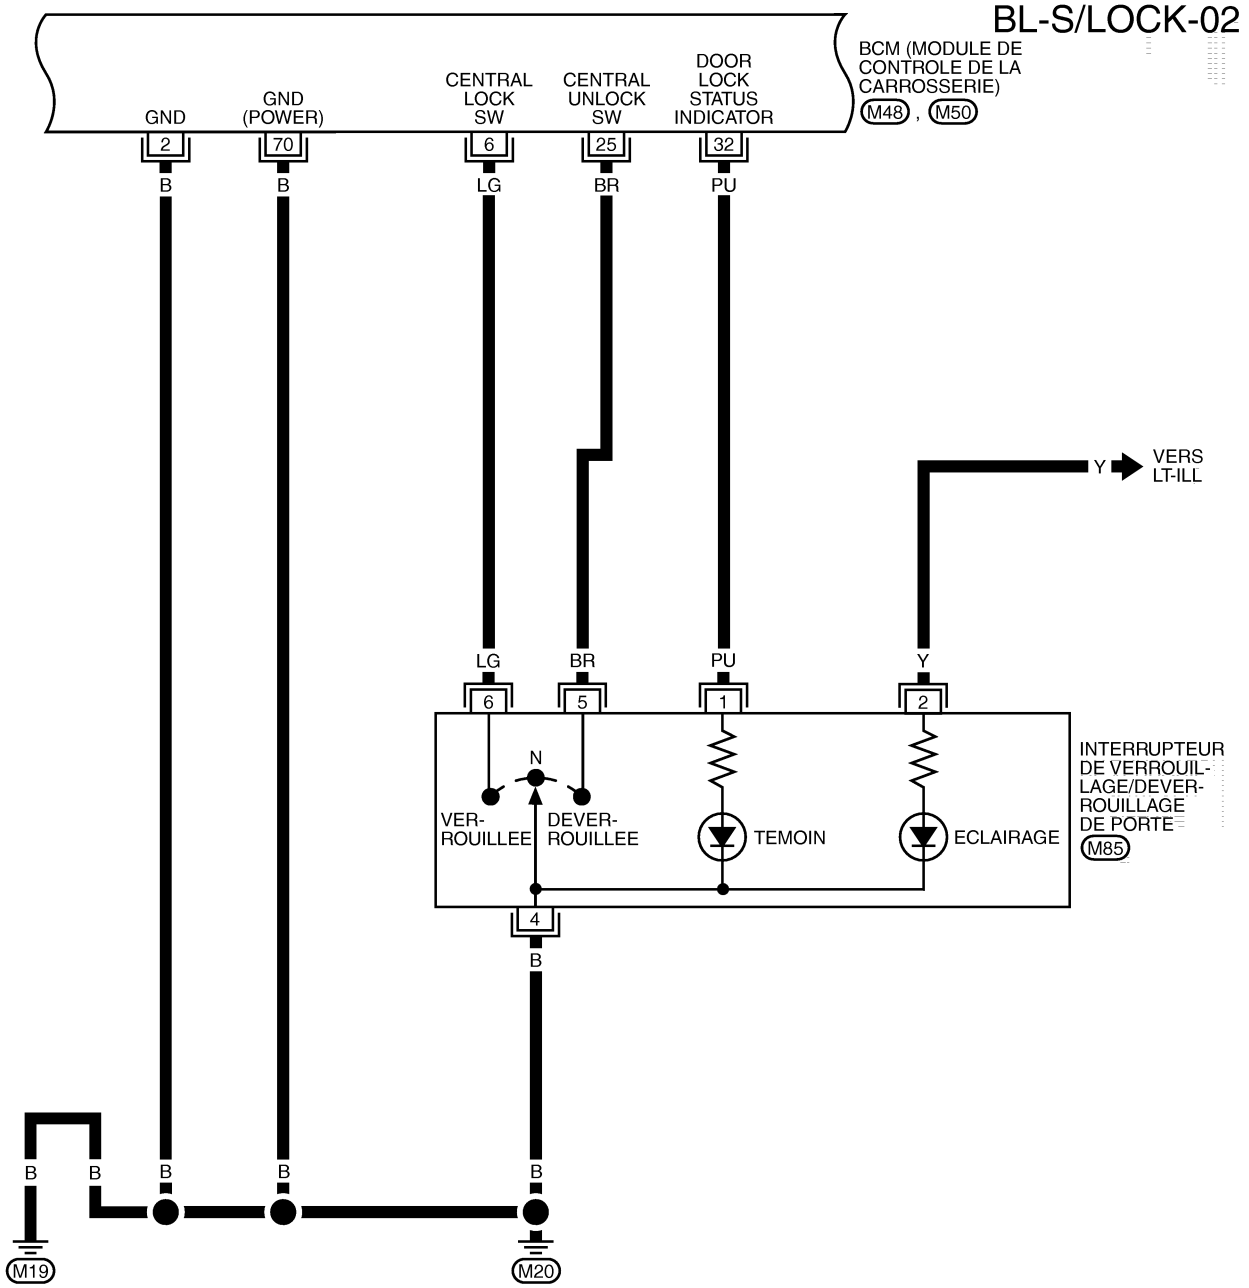 BL-S/LOCK-02
BCM (MODULE DE
CONTROLE DE LA
CARROSSERIE)
M48 , M50
GND
GND
(POWER)
CENTRAL
LOCK
SW
CENTRAL
UNLOCK
SW
DOOR
LOCK
STATUS
INDICATOR
2 70 6 25 32
B B LG BR PU
Y
VERS
LT-ILL
LG BR PU Y
6 5 1 2
N
VER-
ROUILLEE
DEVER-
ROUILLEE
TEMOIN
ECLAIRAGE
INTERRUPTEUR
DE VERROUIL-
LAGE/DEVER-
ROUILLAGE
DE PORTE
M85
4
B
B B B B B
M19 M20